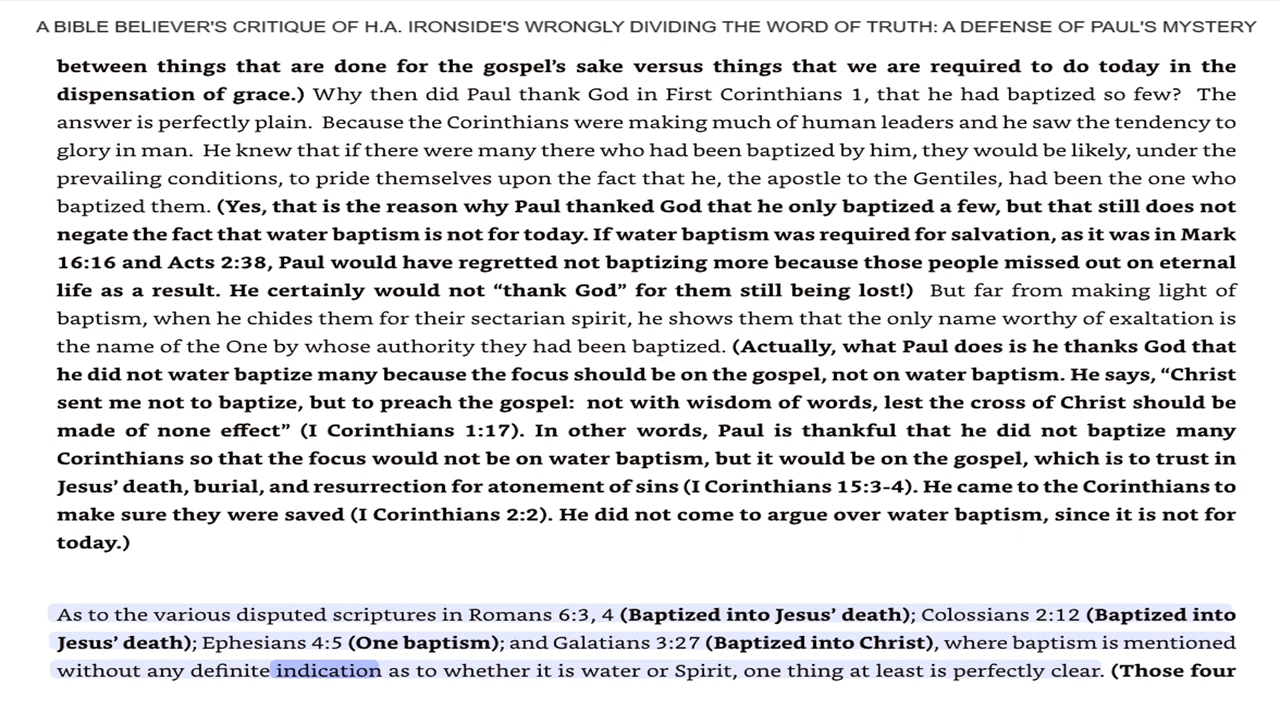 A BIBLE BELIEVER'S CRITIQUE OF H.A. IRONSIDE'S WRONGLY DIVIDING THE WORD OF TRUTH: A DEFENSE OF PAUL'S MYSTERY
between things that are done for the gospel’s sake versus things that we are required to do today in the
dispensation of grace.) Why then did Paul thank God in First Corinthians 1, that he had baptized so few? The
answer is perfectly plain. Because the Corinthians were making much of human leaders and he saw the tendency to
glory in man. He knew that if there were many there who had been baptized by him, they would be likely, under the
prevailing conditions, to pride themselves upon the fact that he, the apostle to the Gentiles, had been the one who
baptized them. (Yes, that is the reason why Paul thanked God that he only baptized a few, but that still does not
negate the fact that water baptism is not for today. If water baptism was required for salvation, as it was in Mark
16:16 and Acts 2:38, Paul would have regretted not baptizing more because those people missed out on eternal
life as a result. He certainly would not “thank God” for them still being lost!) But far from making light of
baptism, when he chides them for their sectarian spirit, he shows them that the only name worthy of exaltation is
the name of the One by whose authority they had been baptized. (Actually, what Paul does is he thanks God that
he did not water baptize many because the focus should be on the gospel, not on water baptism. He says, “Christ
sent me not to baptize, but to preach the gospel: not with wisdom of words, lest the cross of Christ should be
made of none effect” (I Corinthians 1:17). In other words, Paul is thankful that he did not baptize many
Corinthians so that the focus would not be on water baptism, but it would be on the gospel, which is to trust in
Jesus’ death, burial, and resurrection for atonement of sins (I Corinthians 15:3-4). He came to the Corinthians to
make sure they were saved (I Corinthians 2:2). He did not come to argue over water baptism, since it is not for
today.)
As to the various disputed scriptures in Romans 6:3, 4 (Baptized into Jesus’ death); Colossians 2:12 (Baptized into
Jesus’ death); Ephesians 4:5 (One baptism); and Galatians 3:27 (Baptized into Christ), where baptism is mentioned
without any definite indication as to whether it is water or Spirit, one thing at least is perfectly clear. (Those four